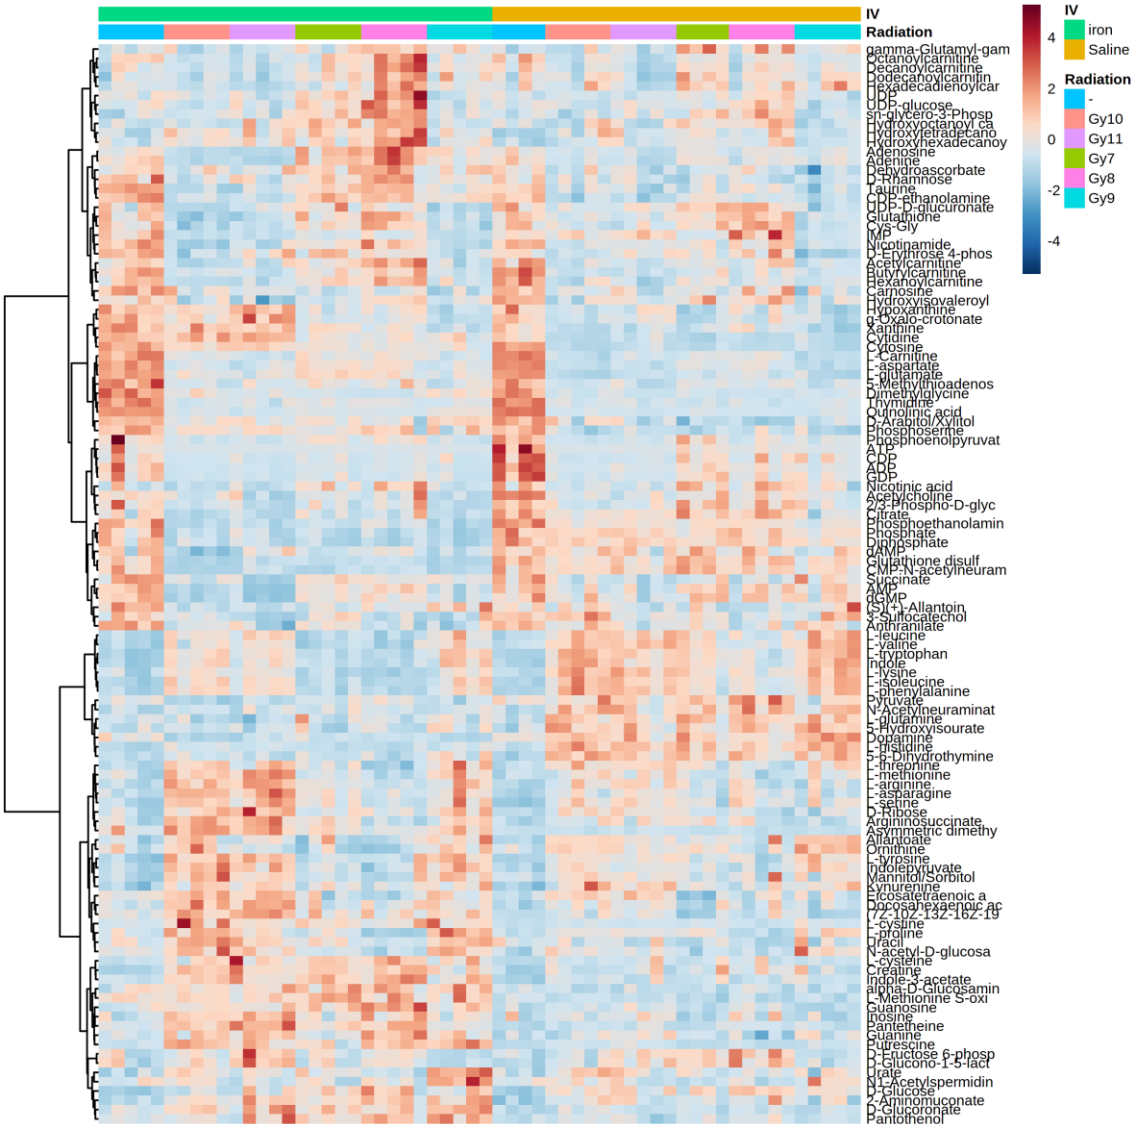 IV
Radiation
gamma-Glutamyl-gam
Octanoylcarnitine
Decanoylcarnitine
Dodecanoylcarnitin
Hexadecadienoylcar
UDP
UDP-glucose
sn-glycero-3-Phosp
Hydroxyoctanoyl ca
Hydroxytetradecano
Hydroxyhexadecanoy
Adenosine
Adenine
Dehydroascorbate
D-Rhamnose
Taurine
CDP-ethanolamine
UDP-D-glucuronate
Glutathione
Cys-Gly
IMP
Nicotinamide
D-Erythrose 4-phos
Acetylcarnitine
Butyrylcarnitine
Hexanoylcarnitine
Carnosine
Hydroxyisovaleroyl
Hypoxanthine
g-Oxalo-crotonate
Xanthine
Cytidine
Cytosine
L-Carnitine
L-aspartate
L-glutamate
5-Methylthioadenos
Dimethylglycine
Thymidine
Quinolinic acid
D-Arabitol/Xylitol
Phosphoserine
Phosphoenolpyruvat
ATP
CDP
ADP
GDP
Nicotinic acid
Acetylcholine
2/3-Phospho-D-glyc
Citrate
Phosphoethanolamin
Phosphate
Diphosphate
dAMP
Glutathione disulf
CMP-N-acetylneuram
Succinate
AMP
dGMP
(S)(+)-Allantoin
3-Sulfocatechol
Anthranilate
L-leucine
L-valine
L-tryptophan
Indole
L-lysine
L-isoleucine
L-phenylalanine
Pyruvate
N-Acetylneuraminat
L-glutamine
5-Hydroxyisourate
Dopamine
L-histidine
5-6-Dihydrothymine
L-threonine
L-methionine
L-arginine
L-asparagine
L-serine
D-Ribose
Argininosuccinate
Asymmetric dimethy
Allantoate
Ornithine
L-tyrosine
Indolepyruvate
Mannitol/Sorbitol
Kynurenine
Eicosatetraenoic a
Docosahexaenoic ac
(7Z-10Z-13Z-16Z-19
L-cystine
L-proline
Uracil
N-acetyl-D-glucosa
L-cysteine
Creatine
Indole-3-acetate
alpha-D-Glucosamin
L-Methionine S-oxi
Guanosine
Inosine
Pantetheine
Guanine
Putrescine
D-Fructose 6-phosp
D-Glucono-1-5-lact
Urate
N1-Acetylspermidin
D-Glucose
2-Aminomuconate
D-Glucoronate
Pantothenol
4
2
0
-2
-4
IV
iron
Saline
Radiation
-
Gy10
Gy11
Gy7
Gy8
Gy9